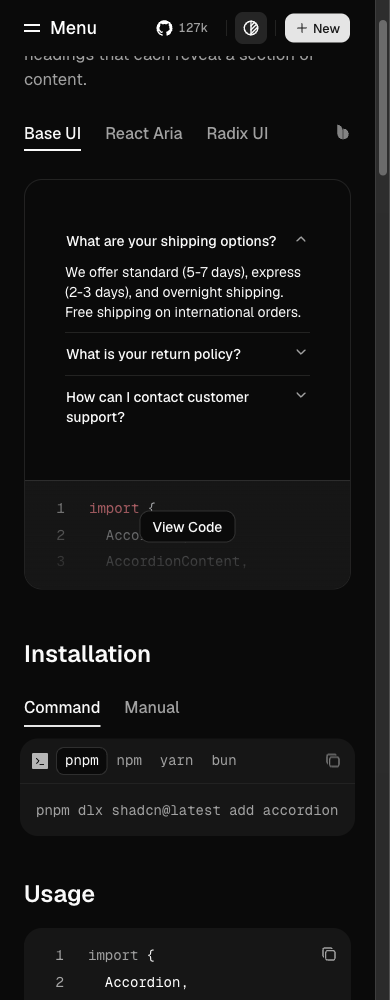 Menu 127k New
headings that each reveal a section of
content.
Base UI React Aria Radix UI
What are your shipping options?
We offer standard (5-7 days), express
(2-3 days), and overnight shipping.
Free shipping on international orders.
What is your return policy?
How can I contact customer
support?
1 import {
View Code
2 Acco
3 AccordionContent,
Installation
Command Manual
pnpm npm yarn bun
pnpm dlx shadcn@latest add accordion
Usage
1 import {
2 Accordion,